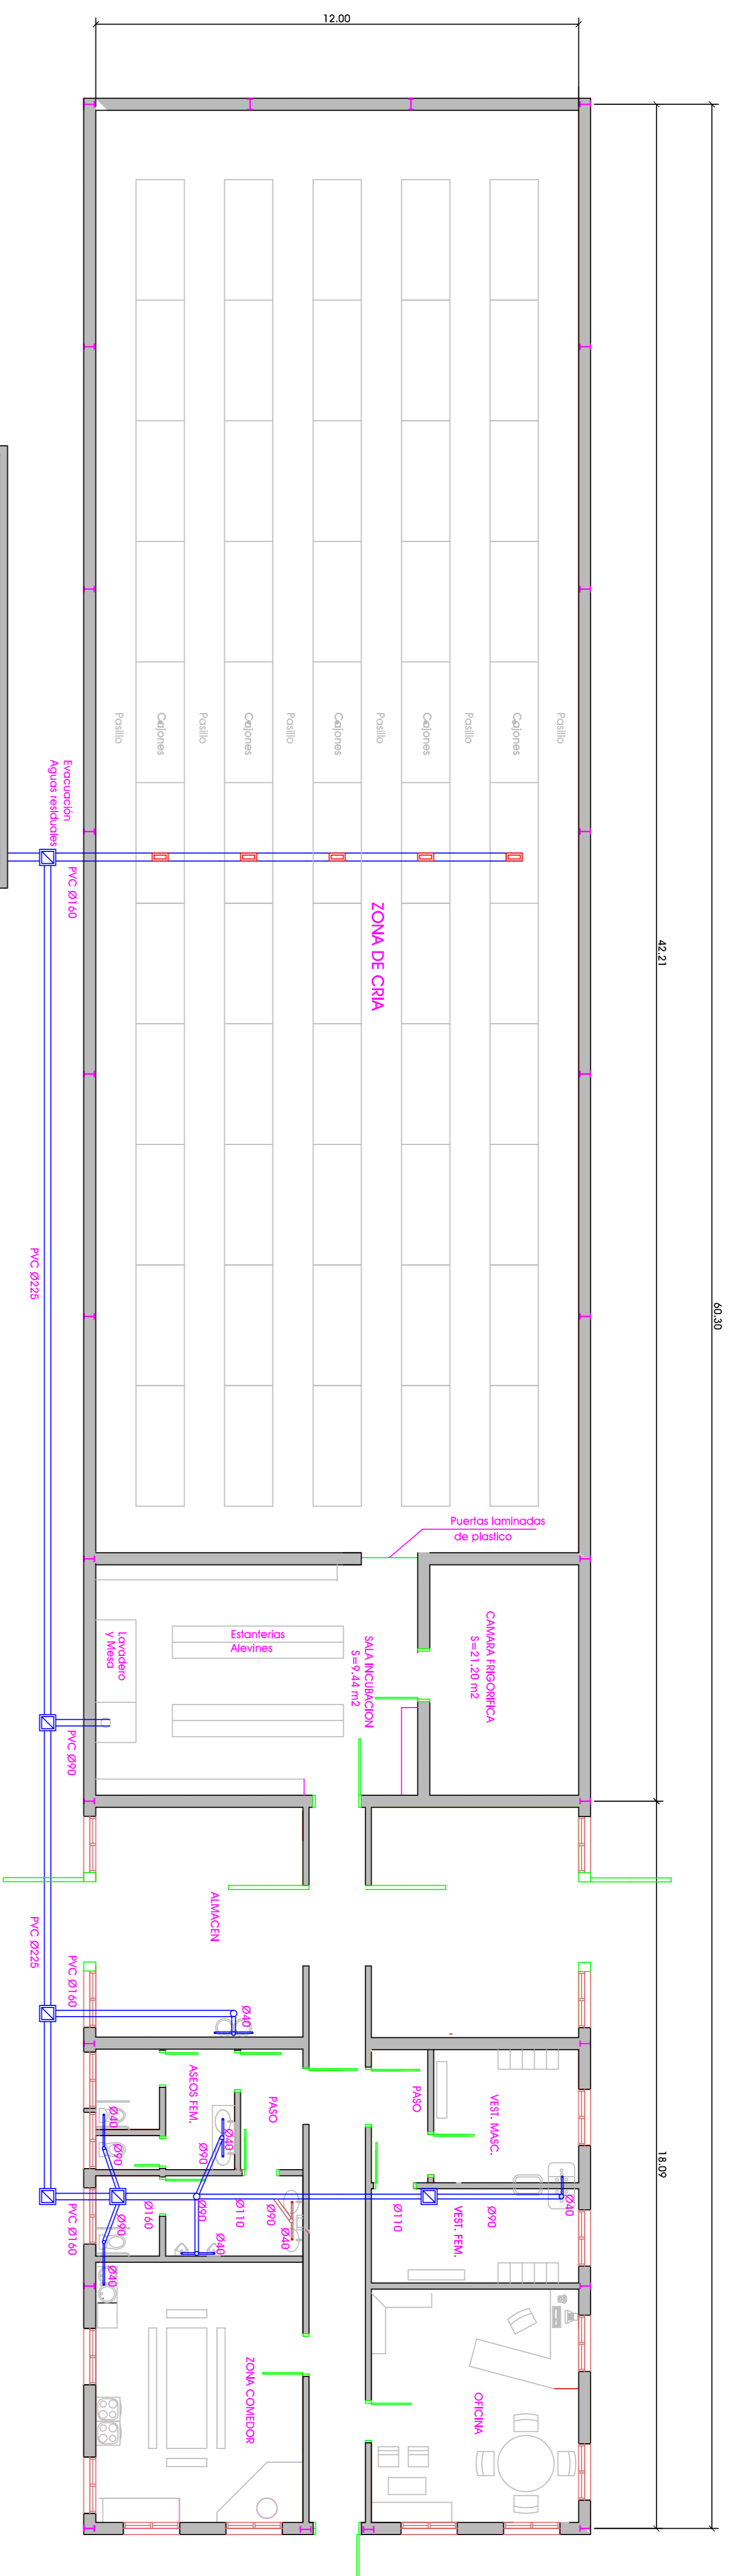 12.00
42.21
60.30
18.09
Pasillo
Cajones
Pasillo
Cajones
Pasillo
Cajones
Pasillo
Cajones
Pasillo
Cajones
Pasillo
Evacuación
Aguas residuales
PVC Ø160
ZONA DE CRIA
PVC Ø225
Puertas laminadas
de plastico
Estanterias
Alevines
Lavadero
y Mesa
SALA INCUBACION
S=9.44 m2
CAMARA FRIGORIFICA
S=21.20 m2
PVC Ø90
ALMACEN
PVC Ø225
PVC Ø160
Ø40
ASEOS FEM.
PASO
PASO
VEST. MASC.
Ø40
Ø90
Ø90
Ø40
Ø90
Ø160
Ø90
Ø110
Ø90
Ø40
Ø40
Ø110
VEST. FEM.
Ø90
Ø40
PVC Ø160
Ø40
ZONA COMEDOR
OFICINA